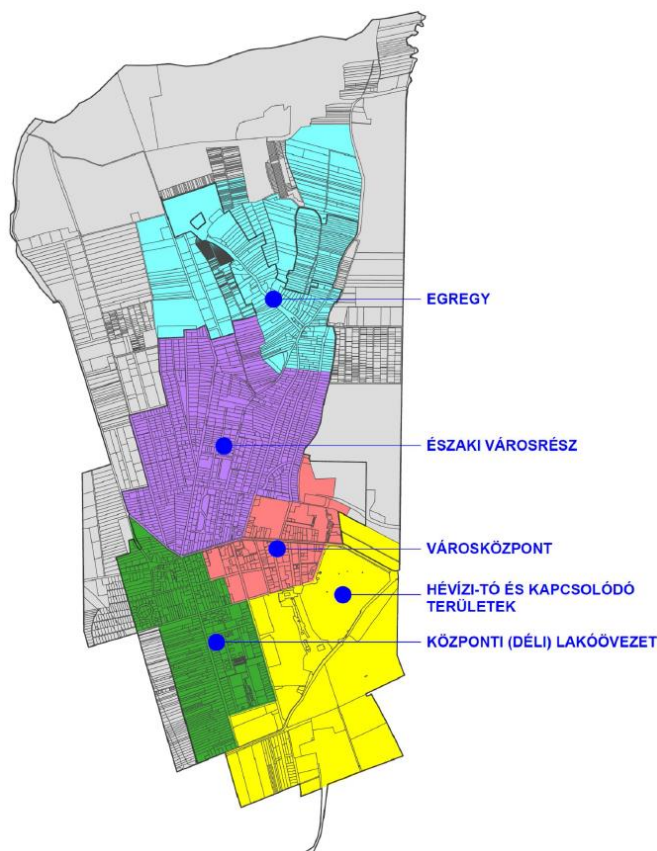 EGREGY
ÉSZAKI VÁROSRÉSZ
VÁROSKÖZPONT
HÉVÍZI-TÓ ÉS KAPCSOLÓDÓ
TERÜLETEK
KÖZPONTI (DÉLI) LAKÓÖVEZET